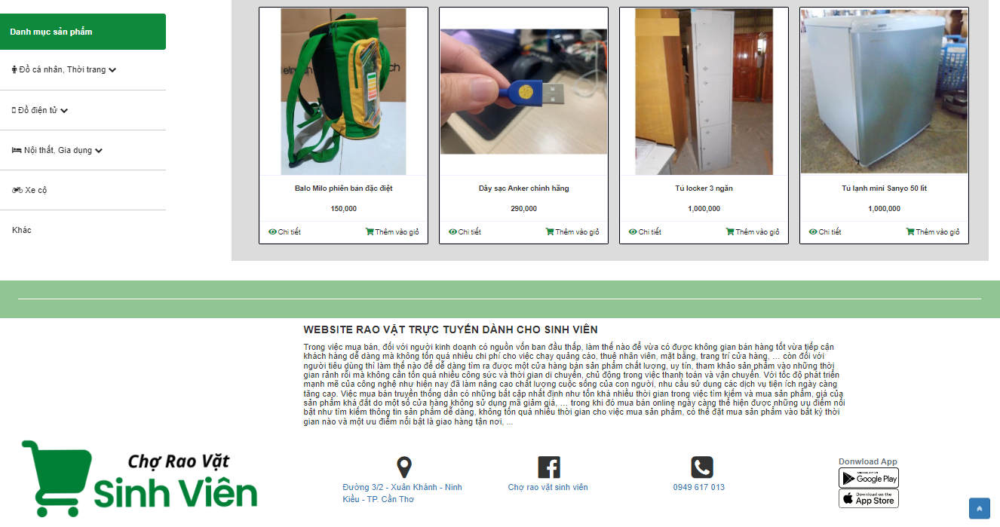 Danh mục sản phẩm
Đồ cá nhân, Thời trang
Đồ điện tử
Nội thất, Gia dụng
Xe cộ
Khác
Balo Milo phiên bản đặc điệt
150,000
Chi tiết
Thêm vào giỏ
Dây sạc Anker chính hãng
290,000
Chi tiết
Thêm vào giỏ
Tủ locker 3 ngăn
1,000,000
Chi tiết
Thêm vào giỏ
Tủ lạnh mini Sanyo 50 lít
1,000,000
Chi tiết
Thêm vào giỏ
WEBSITE RAO VẶT TRỰC TUYẾN DÀNH CHO SINH VIÊN
Trong việc mua bán, đối với người kinh doanh có nguồn vốn ban đầu thấp, làm thế nào để vừa có được không gian bán hàng tốt vừa tiếp cận
khách hàng dễ dàng mà không tốn quá nhiều chi phí cho việc chạy quảng cáo, thuê nhân viên, mặt bằng, trang trí cửa hàng, ... còn đối với
người tiêu dùng thì làm thế nào để dễ dàng tìm ra được một cửa hàng bán sản phẩm chất lượng, uy tín, tham khảo sản phẩm vào những thời
gian rảnh rỗi mà không cần tốn quá nhiều công sức và thời gian di chuyển, chủ động trong việc thanh toán và vận chuyển. Với tốc độ phát triển
mạnh mẽ của công nghệ như hiện nay đã làm nâng cao chất lượng cuộc sống của con người, nhu cầu sử dụng các dịch vụ tiện ích ngày càng
tăng cao. Việc mua bán truyền thống dần có những bất cập nhất định như tốn khá nhiều thời gian trong việc tìm kiếm và mua sản phẩm, giá của
sản phẩm khá đắt do một số cửa hàng không sử dụng mã giảm giá, ... trong khi đó mua bán online ngày càng thể hiện được những ưu điểm nổi
bật như tìm kiếm thông tin sản phẩm dễ dàng, không tốn quá nhiều thời gian cho việc mua sản phẩm, có thể đặt mua sản phẩm vào bất kỳ thời
gian nào và một ưu điểm nổi bật là giao hàng tận nơi, ...
Chợ Rao Vặt
Sinh Viên
Đường 3/2 - Xuân Khánh - Ninh
Kiều - TP. Cần Thơ
Chợ rao vặt sinh viên
0949 617 013
Donwload App
Google Play
Download on the
App Store